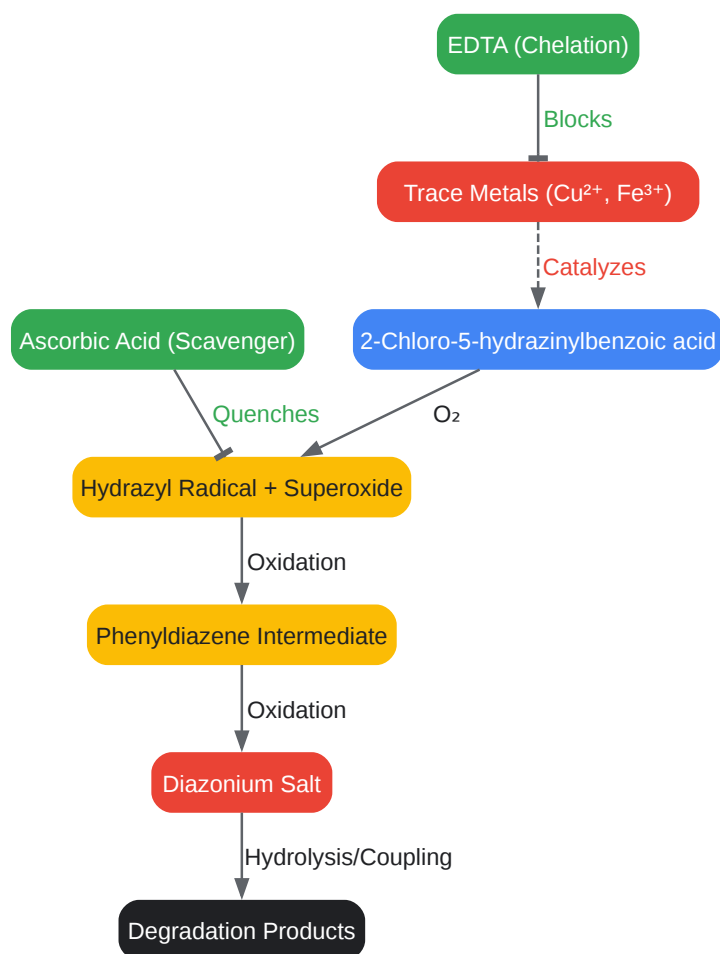 EDTA (Chelation)
Blocks
Trace Metals (Cu²⁺, Fe³⁺)
Catalyzes
Ascorbic Acid (Scavenger)
2-Chloro-5-hydrazinylbenzoic acid
Quenches
O₂
Hydrazyl Radical + Superoxide
Oxidation
Phenyldiazene Intermediate
Oxidation
Diazonium Salt
Hydrolysis/Coupling
Degradation Products